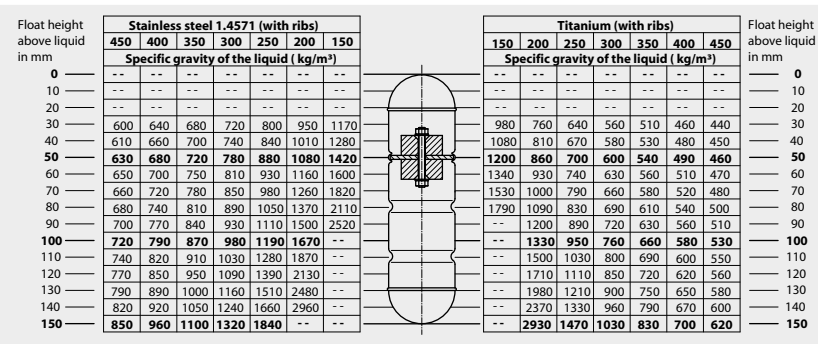 Float height Stainless steel 1.4571 (with ribs) Titanium (with ribs) Float height
above liquid 450 400 350 300 250 200 150 150 200 250 300 350 400 450 above liquid
in mm Specific gravity of the liquid ( kg/m³) Specific gravity of the liquid ( kg/m³) in mm
0 -- -- -- -- -- -- -- -- -- -- -- -- -- -- 0
10 -- -- -- -- -- -- -- -- -- -- -- -- -- -- 10
20 -- -- -- -- -- -- -- -- -- -- -- -- -- -- 20
30 600 640 680 720 800 950 1170 980 760 640 560 510 460 440 30
40 610 660 700 740 840 1010 1280 1080 810 670 580 530 480 450 40
50 630 680 720 780 880 1080 1420 1200 860 700 600 540 490 460 50
60 650 700 750 810 930 1160 1600 1340 930 740 630 560 510 470 60
70 660 720 780 850 980 1260 1820 1530 1000 790 660 580 520 480 70
80 680 740 810 890 1050 1370 2110 1790 1090 830 690 610 540 500 80
90 700 770 840 930 1110 1500 2520 -- 1200 890 720 630 560 510 90
100 720 790 870 980 1190 1670 -- -- 1330 950 760 660 580 530 100
110 740 820 910 1030 1280 1870 -- -- 1500 1030 800 690 600 550 110
120 770 850 950 1090 1390 2130 -- -- 1710 1110 850 720 620 560 120
130 790 890 1000 1160 1510 2480 -- -- 1980 1210 900 750 650 580 130
140 820 920 1050 1240 1660 2960 -- -- 2370 1330 960 790 670 600 140
150 850 960 1100 1320 1840 -- -- -- 2930 1470 1030 830 700 620 150